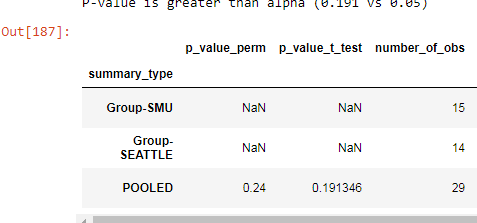 P-value is greater than alpha (0.191 vs 0.05)
Out[187]:
p_value_perm p_value_t_test number_of_obs
summary_type
Group-SMU NaN NaN 15
Group-
SEATTLE NaN NaN 14
POOLED 0.24 0.191346 29